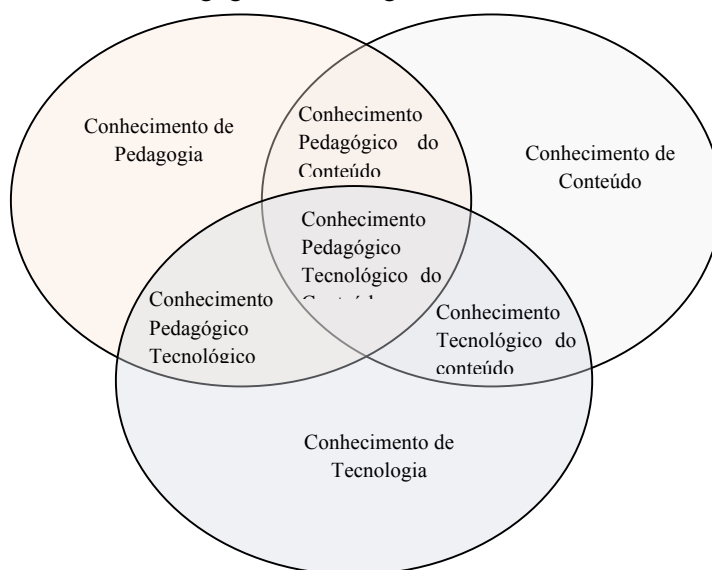 Conhecimento de
Pedagogia
Conhecimento
Pedagógico do
Conteúdo
Conhecimento de
Conteúdo
Conhecimento
Pedagógico
Tecnológico do
Conhecimento
Pedagógico
Tecnológico
Conhecimento
Tecnológico do
conteúdo
Conhecimento de
Tecnologia